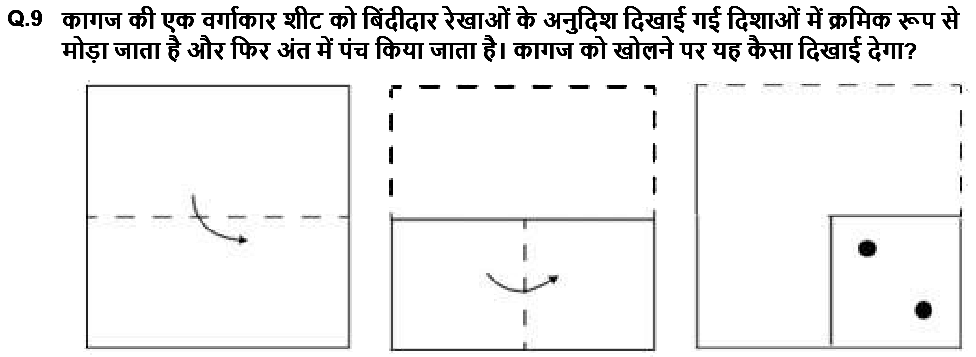 Q.9 कागज की एक वर्गाकार शीट को बिंदीदार रेखाओं के अनुदिश दिखाई गई दिशाओं में क्रमिक रूप से
मोड़ा जाता है और फिर अंत में पंच किया जाता है। कागज को खोलने पर यह कैसा दिखाई देगा?